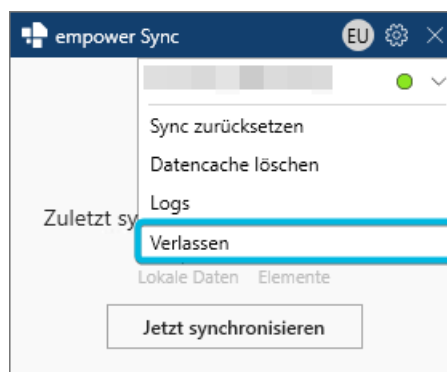 empower Sync EU
Sync zurücksetzen
Datencache löschen
Logs
Zuletzt sy
Verlassen
Lokale Daten Elemente
Jetzt synchronisieren